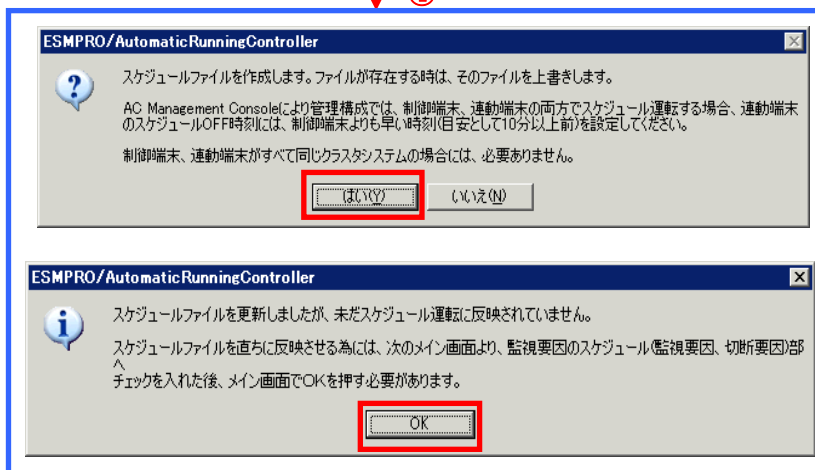 ②
ESMPRO/AutomaticRunningController
スケジュールファイルを作成します。ファイルが存在する時は、そのファイルを上書きします。
AC Management Consoleにより管理構成では、制御端末、連動端末の両方でスケジュール運転する場合、連動端末
のスケジュールOFF時刻には、制御端末よりも早い時刻(目安として10分以上前)を設定してください。
制御端末、連動端末がすべて同じクラスタシステムの場合には、必要ありません。
はい(Y) いいえ(N)
ESMPRO/AutomaticRunningController
スケジュールファイルを更新しましたが、未だスケジュール運転に反映されていません。
スケジュールファイルを直ちに反映させる為には、次のメイン画面より、監視要因のスケジュール(監視要因、切断要因)部
へ
チェックを入れた後、メイン画面でOKを押す必要があります。
OK